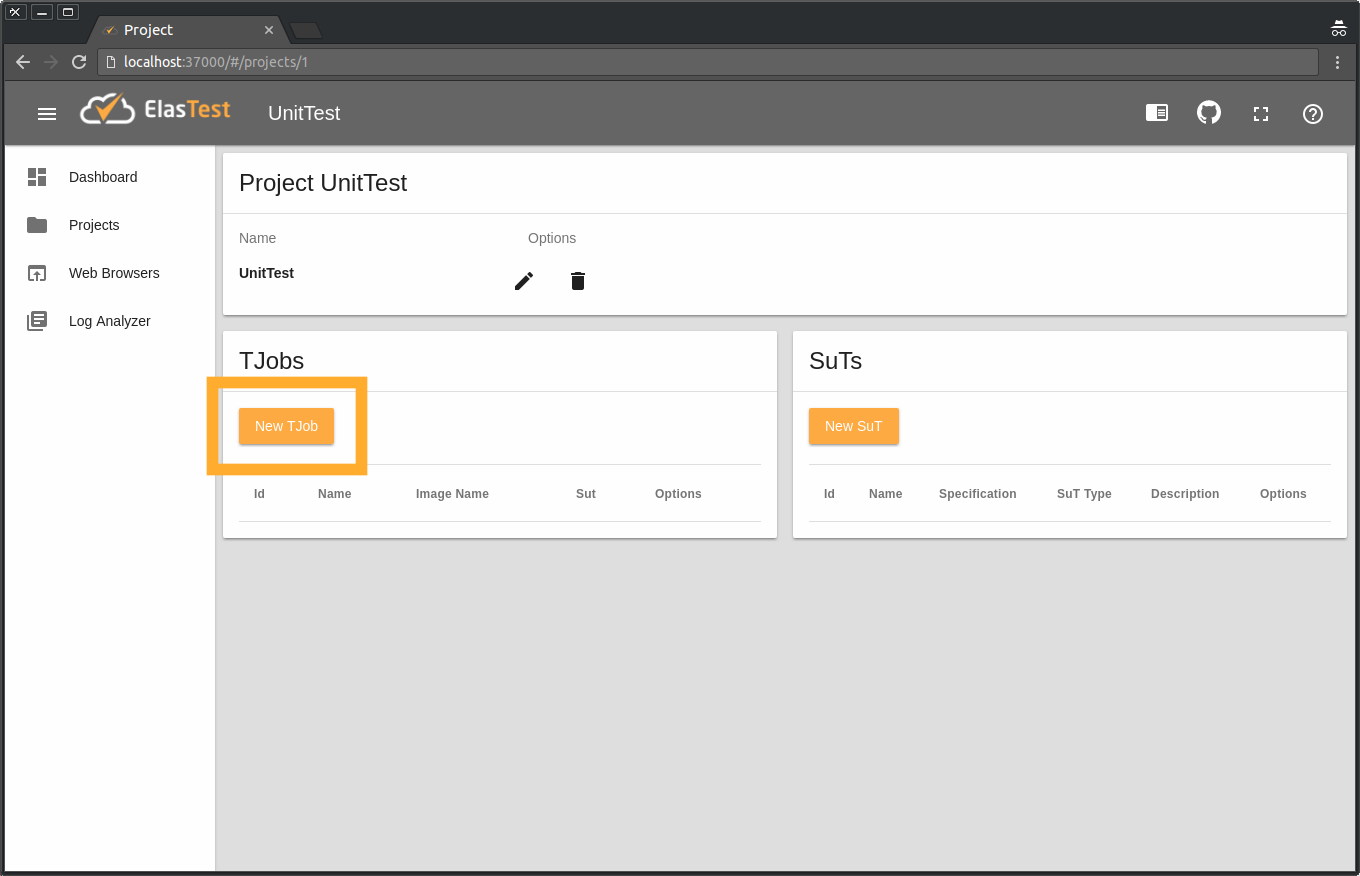 Project
localhost:37000/#/projects/1
ElasTest UnitTest
Dashboard
Projects
Web Browsers
Log Analyzer
Project UnitTest
Name Options
UnitTest
TJobs
New TJob
Id Name Image Name Sut Options
SuTs
New SuT
Id Name Specification SuT Type Description Options